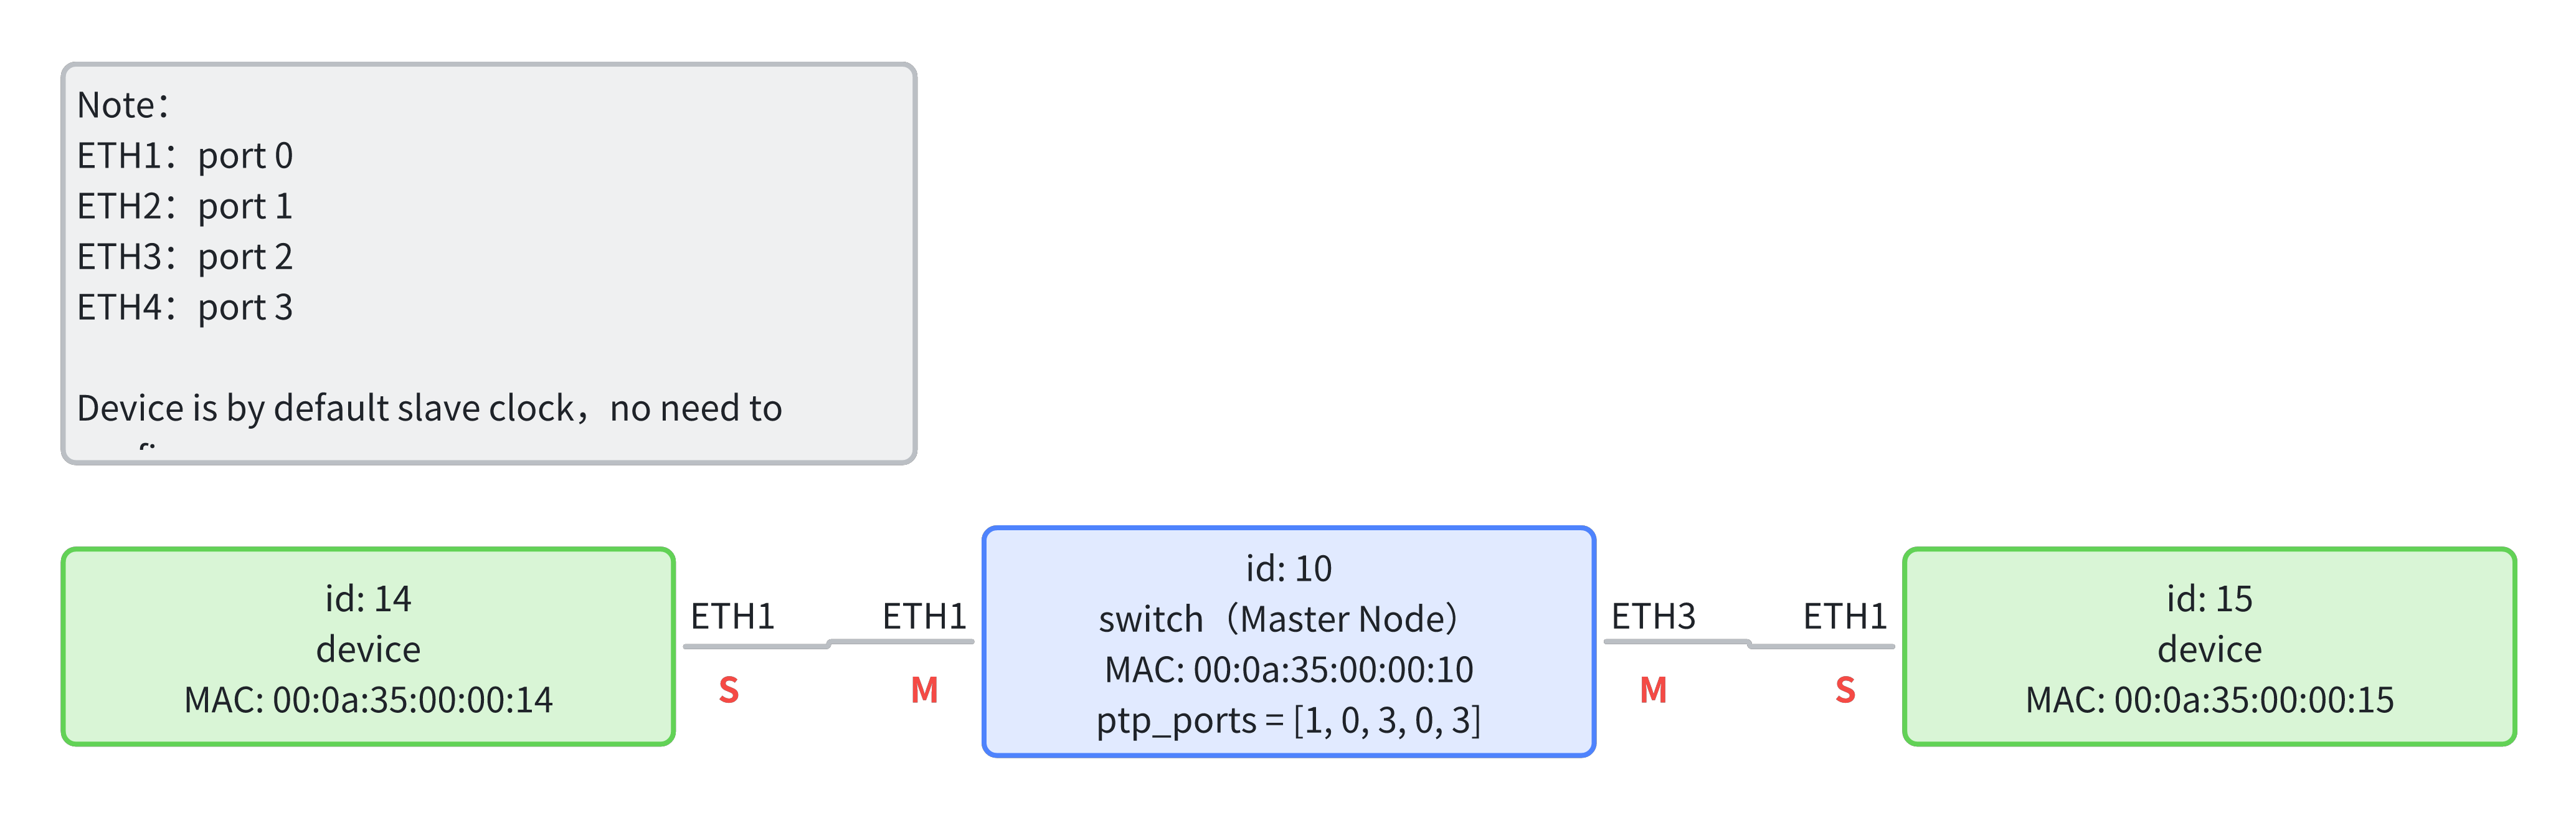 Note：
ETH1：port 0
ETH2：port 1
ETH3：port 2
ETH4：port 3
Device is by default slave clock，no need to
id: 14
device
MAC: 00:0a:35:00:00:14
ETH1
S
ETH1
M
id: 10
switch（Master Node）
MAC: 00:0a:35:00:00:10
ptp_ports = [1, 0, 3, 0, 3]
ETH3
M
ETH1
S
id: 15
device
MAC: 00:0a:35:00:00:15